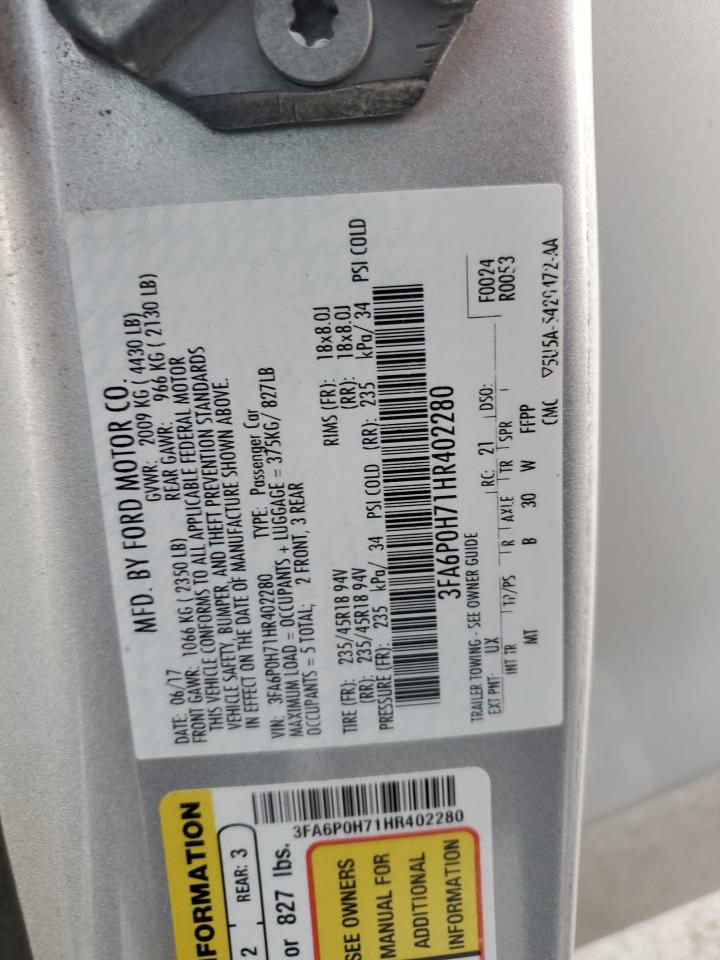 MFD. BY FORD MOTOR CO.
DATE: 06/17 GVWR: 2009 KG ( 4430 LB)
FRONT GAWR: 1066 KG ( 2350 LB) REAR GAWR: 966 KG ( 2130 LB)
THIS VEHICLE CONFORMS TO ALL APPLICABLE FEDERAL MOTOR
VEHICLE SAFETY, BUMPER, AND THEFT PREVENTION STANDARDS
IN EFFECT ON THE DATE OF MANUFACTURE SHOWN ABOVE.
VIN: 3FA6P0H71HR402280 TYPE: Passenger Car
MAXIMUM LOAD = OCCUPANTS + LUGGAGE = 375KG/ 827LB
OCCUPANTS = 5 TOTAL; 2 FRONT, 3 REAR
TIRE (FR): 235/45R18 94V RIMS (FR): 18x8.0J
(RR): 235/45R18 94V (RR): 18x8.0J
PRESSURE (FR): 235 kPa/ 34 PSI COLD (RR): 235 kPa/ 34 PSI COLD
3FA6P0H71HR402280
TRAILER TOWING - SEE OWNER GUIDE F0024
EXT PNT: UX RC: 21 DSO: R0053
INT TR TP/PS R AXLE TR SPR
MT B 30 W FFPP
CMC
3FA6P0H71HR402280
2 REAR: 3
or 827 lbs.
SEE OWNERS
MANUAL FOR
ADDITIONAL
INFORMATION